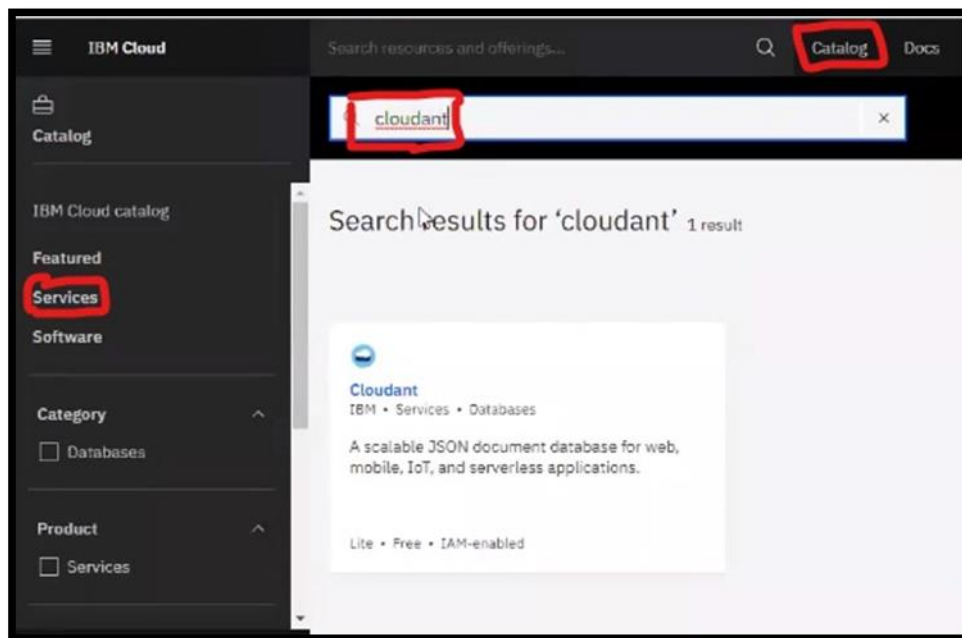 IBM Cloud
Search resources and offerings...
Catalog
Docs
Catalog
cloudant
IBM Cloud catalog
Featured
Services
Software
Category
Databases
Product
Services
Search results for ‘cloudant’ 1 result
Cloudant
IBM • Services • Databases
A scalable JSON document database for web,
mobile, IoT, and serverless applications.
Lite • Free • IAM-enabled